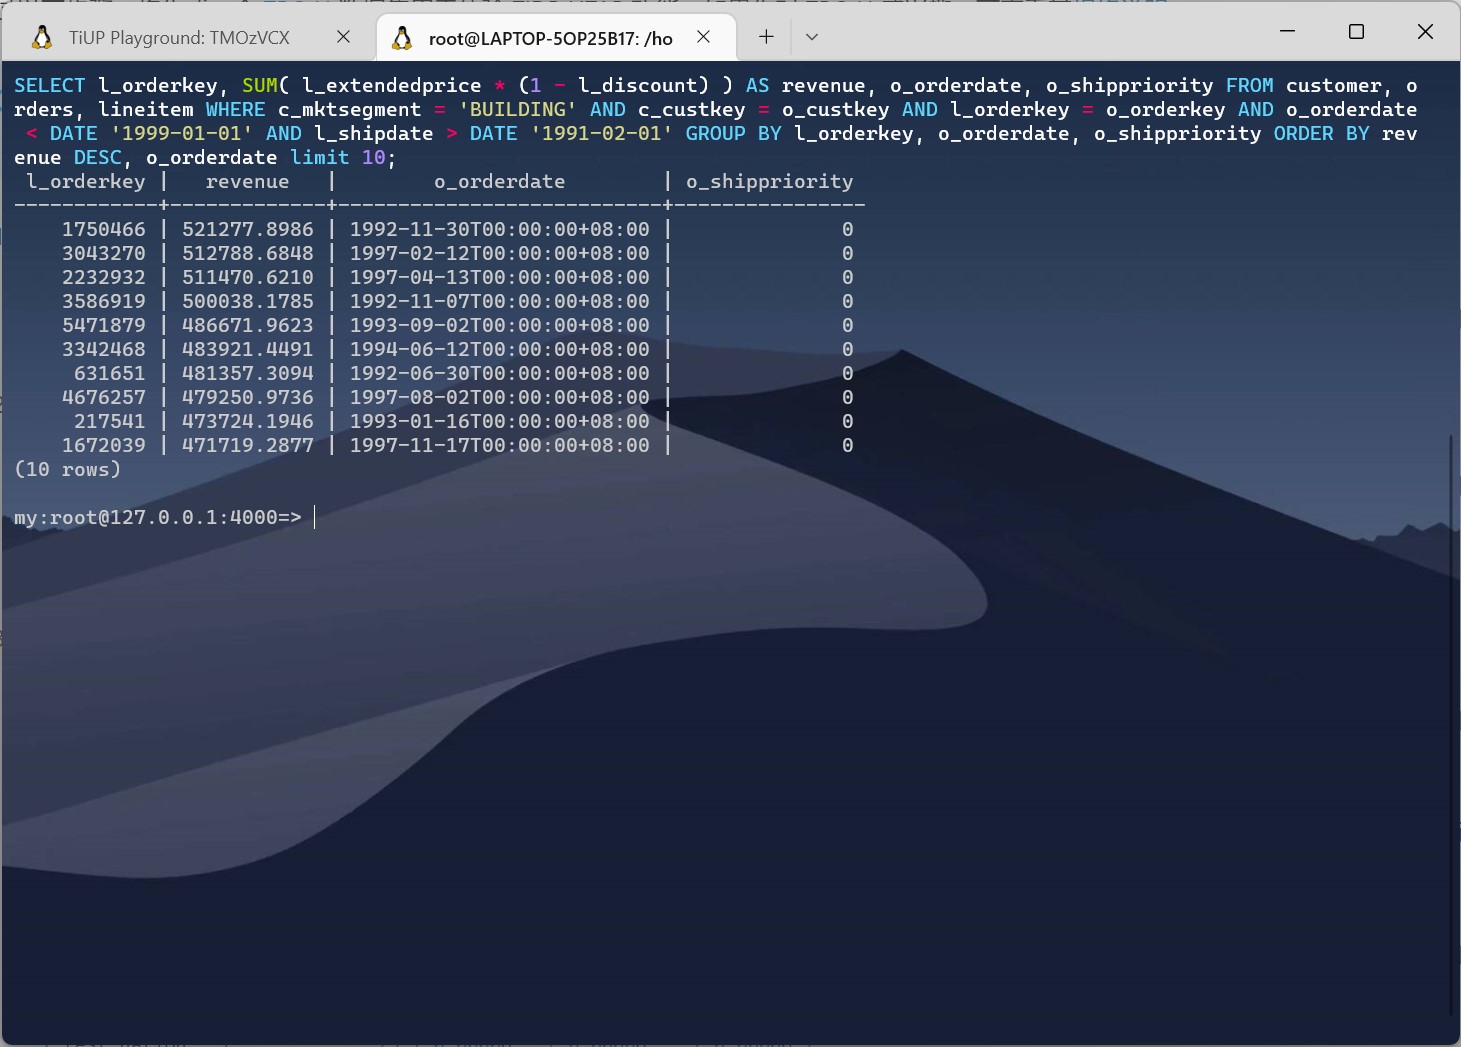 TiUP Playground: TMOzVCX
root@LAPTOP-5OP25B17: /ho
SELECT l_orderkey, SUM( l_extendedprice * (1 - l_discount) ) AS revenue, o_orderdate, o_shippriority FROM customer, o
rders, lineitem WHERE c_mktsegment = 'BUILDING' AND c_custkey = o_custkey AND l_orderkey = o_orderkey AND o_orderdate
< DATE '1999-01-01' AND l_shipdate > DATE '1991-02-01' GROUP BY l_orderkey, o_orderdate, o_shippriority ORDER BY rev
enue DESC, o_orderdate limit 10;
l_orderkey | revenue | o_orderdate | o_shippriority
------------+-------------+---------------------------+----------------
1750466 | 521277.8986 | 1992-11-30T00:00:00+08:00 | 0
3043270 | 512788.6848 | 1997-02-12T00:00:00+08:00 | 0
2232932 | 511470.6210 | 1997-04-13T00:00:00+08:00 | 0
3586919 | 500038.1785 | 1992-11-07T00:00:00+08:00 | 0
5471879 | 486671.9623 | 1993-09-02T00:00:00+08:00 | 0
3342468 | 483921.4491 | 1994-06-12T00:00:00+08:00 | 0
631651 | 481357.3094 | 1992-06-30T00:00:00+08:00 | 0
4676257 | 479250.9736 | 1997-08-02T00:00:00+08:00 | 0
217541 | 473724.1946 | 1993-01-16T00:00:00+08:00 | 0
1672039 | 471719.2877 | 1997-11-17T00:00:00+08:00 | 0
(10 rows)
my:root@127.0.0.1:4000=>